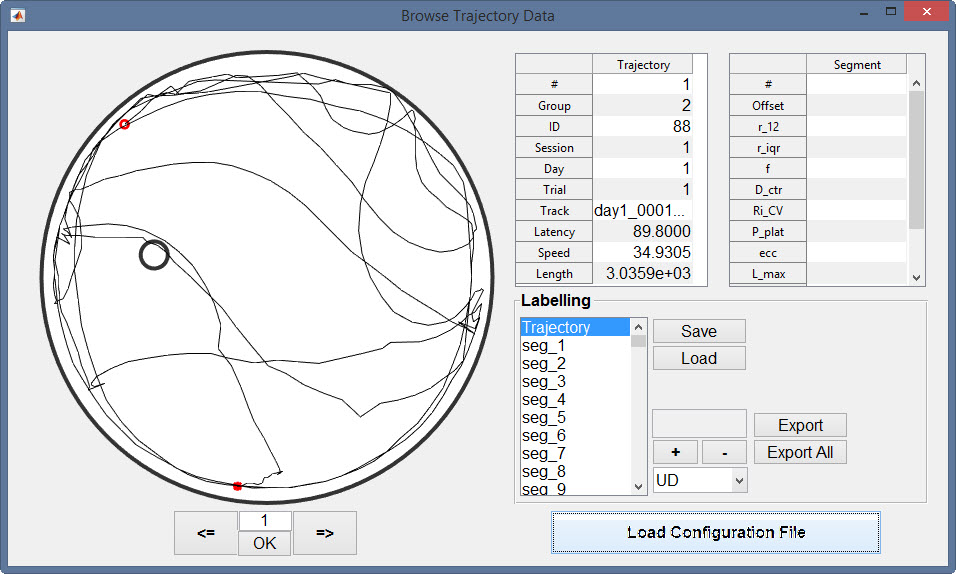 Browse Trajectory Data
Trajectory
# 1
Group 2
ID 88
Session 1
Day 1
Trial 1
Track day1_0001...
Latency 89.8000
Speed 34.9305
Length 3.0359e+03
Segment
#
Offset
r_12
r_iqr
f
D_ctr
Ri_CV
P_plat
ecc
L_max
Labelling
Trajectory
seg_1
seg_2
seg_3
seg_4
seg_5
seg_6
seg_7
seg_8
seg_9
Save
Load
Export
+ - Export All
UD
<= 1 =>
OK
Load Configuration File